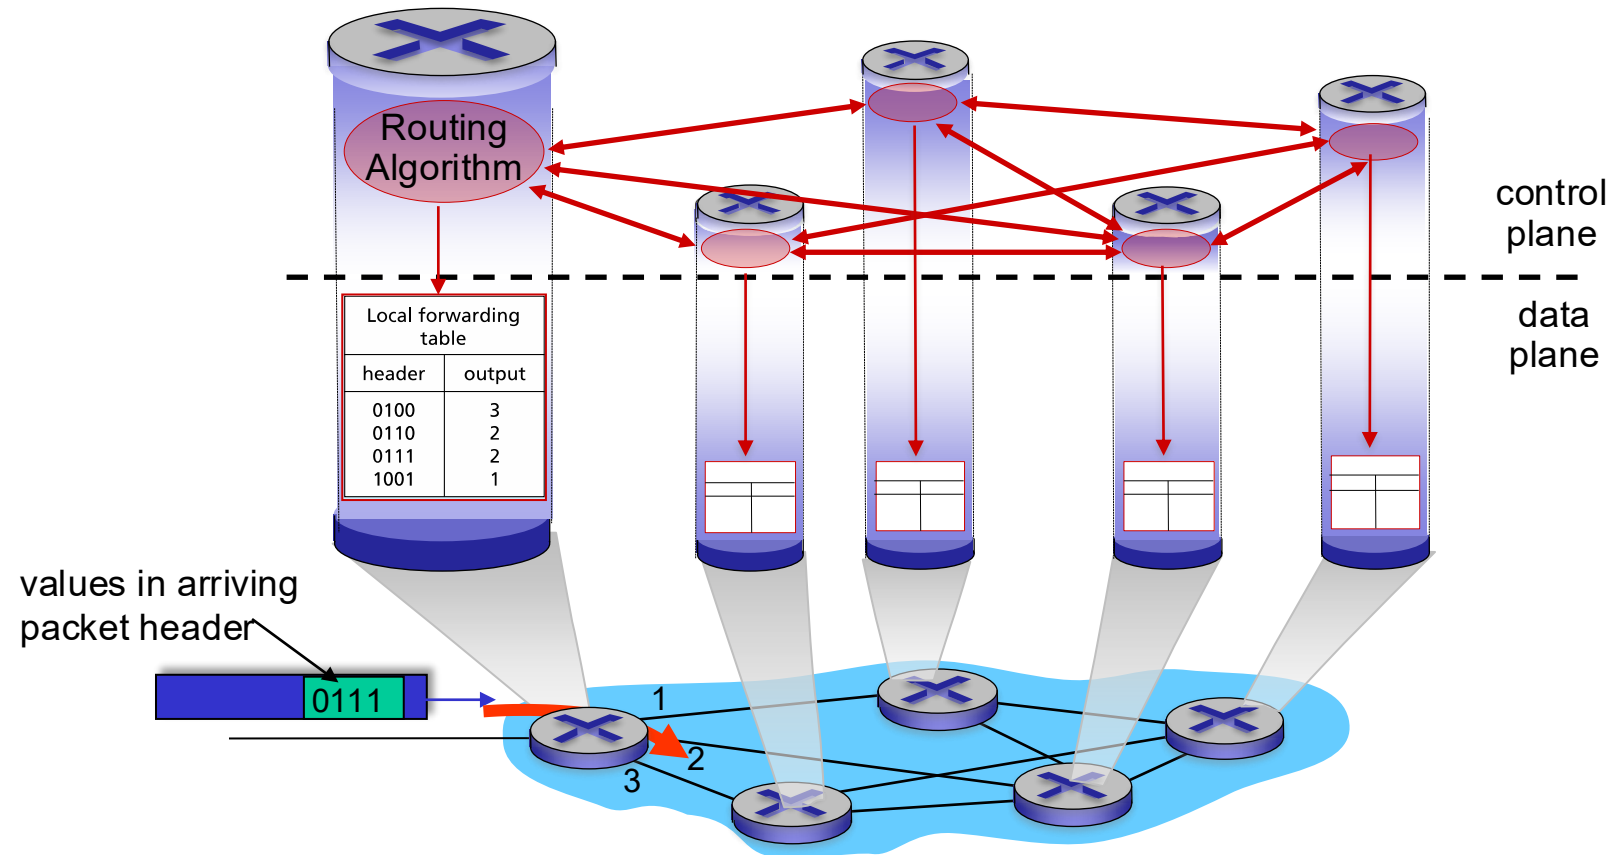 Routing
Algorithm
control
plane
data
plane
Local forwarding
table
header output
0100 3
0110 2
0111 2
1001 1
values in arriving
packet header
0111
1
2
3